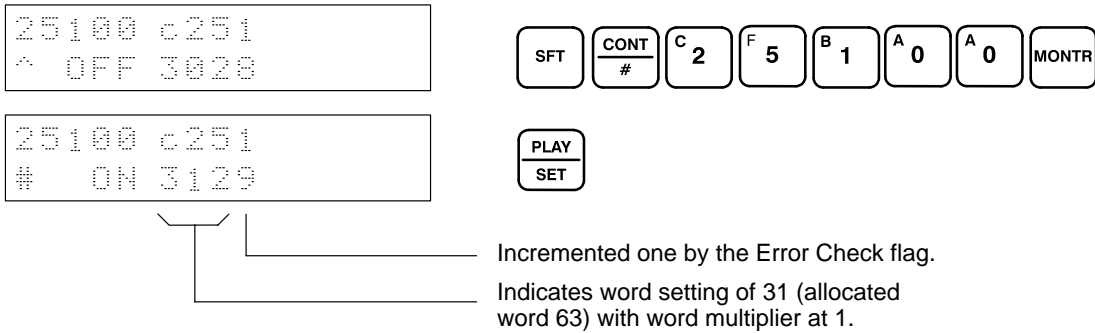 25100 c251
^ OFF 3028
SFT CONT # C 2 F 5 B 1 A 0 A 0 MONTR
25100 c251
# ON 3129
PLAY SET
Incremented one by the Error Check flag.
Indicates word setting of 31 (allocated
word 63) with word multiplier at 1.